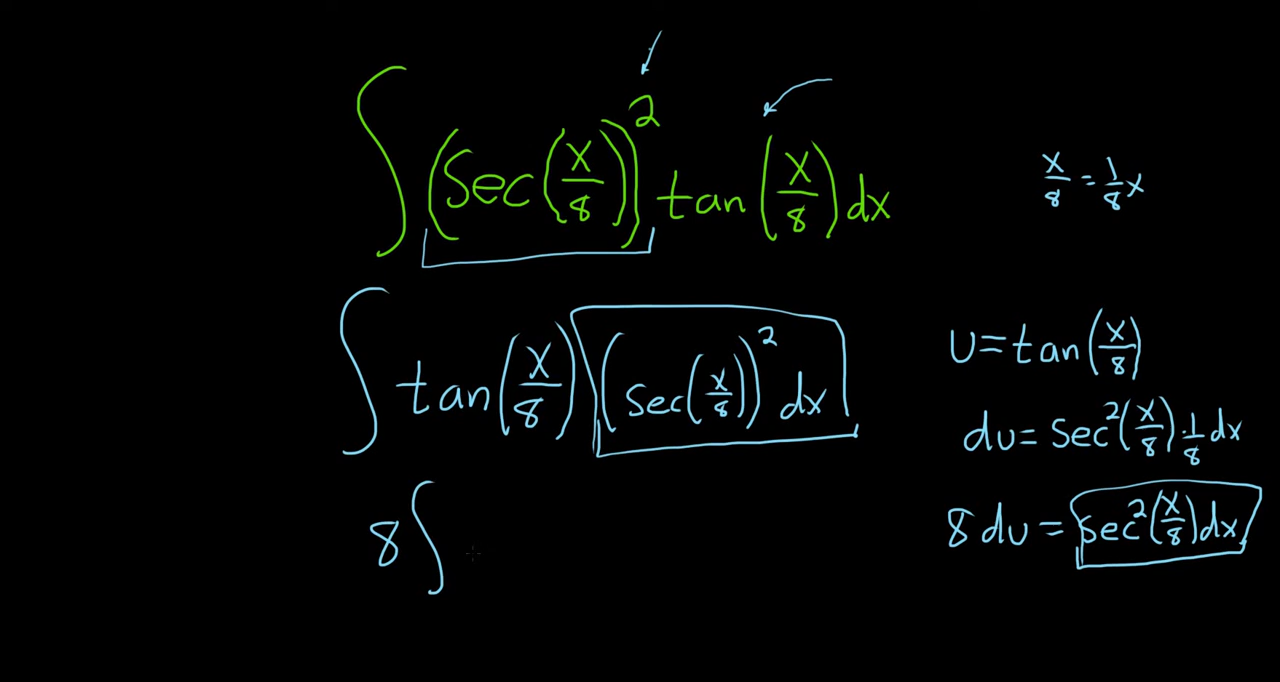 ∫ (sec(x/8))² tan(x/8) dx
x/8 = 1/8 x
∫ tan(x/8) (sec(x/8))² dx
u = tan(x/8)
du = sec²(x/8) · 1/8 dx
8 ∫
8 du = sec²(x/8) dx